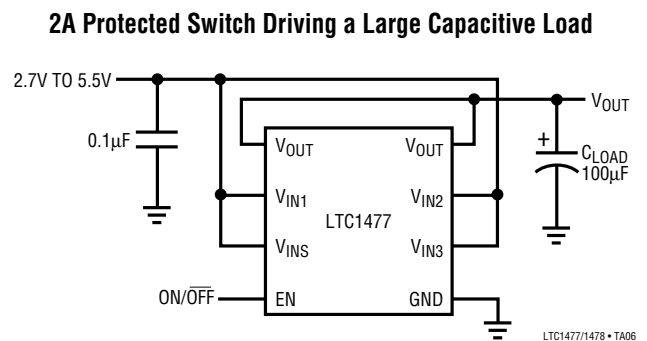 2A Protected Switch Driving a Large Capacitive Load
2.7V TO 5.5V
VOUT
0.1µF
VOUT
VOUT
+
CLOAD
100µF
VIN1
VIN2
LTC1477
VINS
VIN3
ON/OFF
EN
GND
LTC1477/1478 • TA06